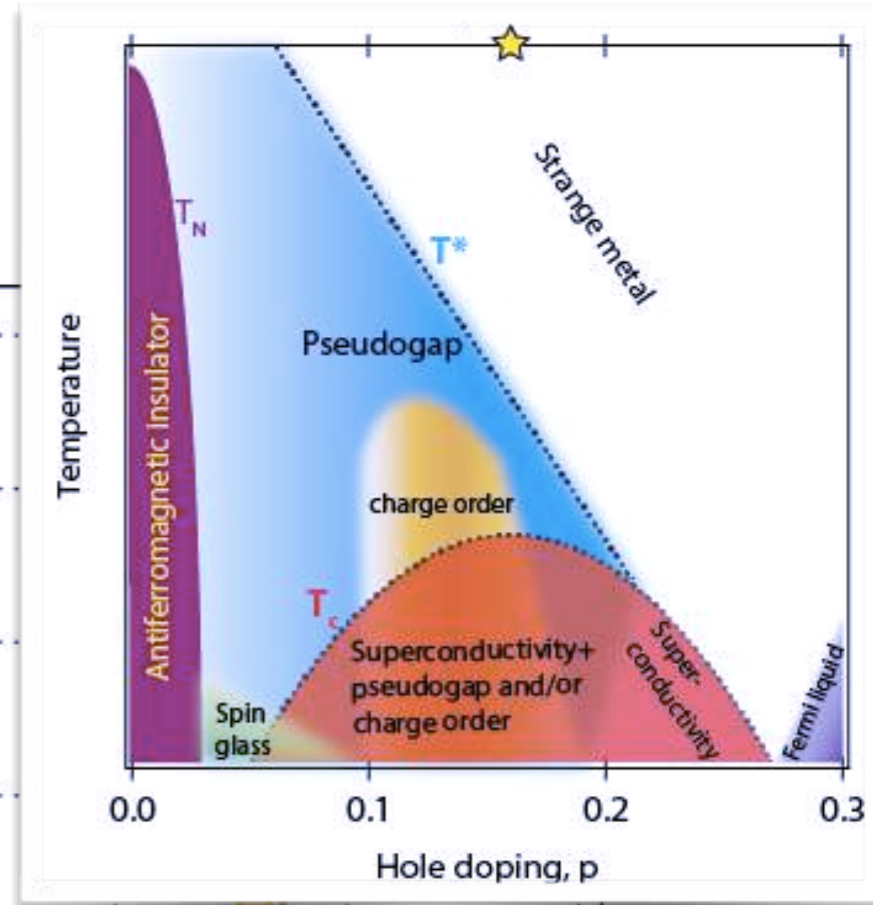 Strange metal
T_N
T*
Temperature
Pseudogap
Antiferromagnetic Insulator
charge order
T_c
Superconductivity+
pseudogap and/or
charge order
Super-
conductivity
Spin
glass
Fermi liquid
0.0
0.1
0.2
0.3
Hole doping, p